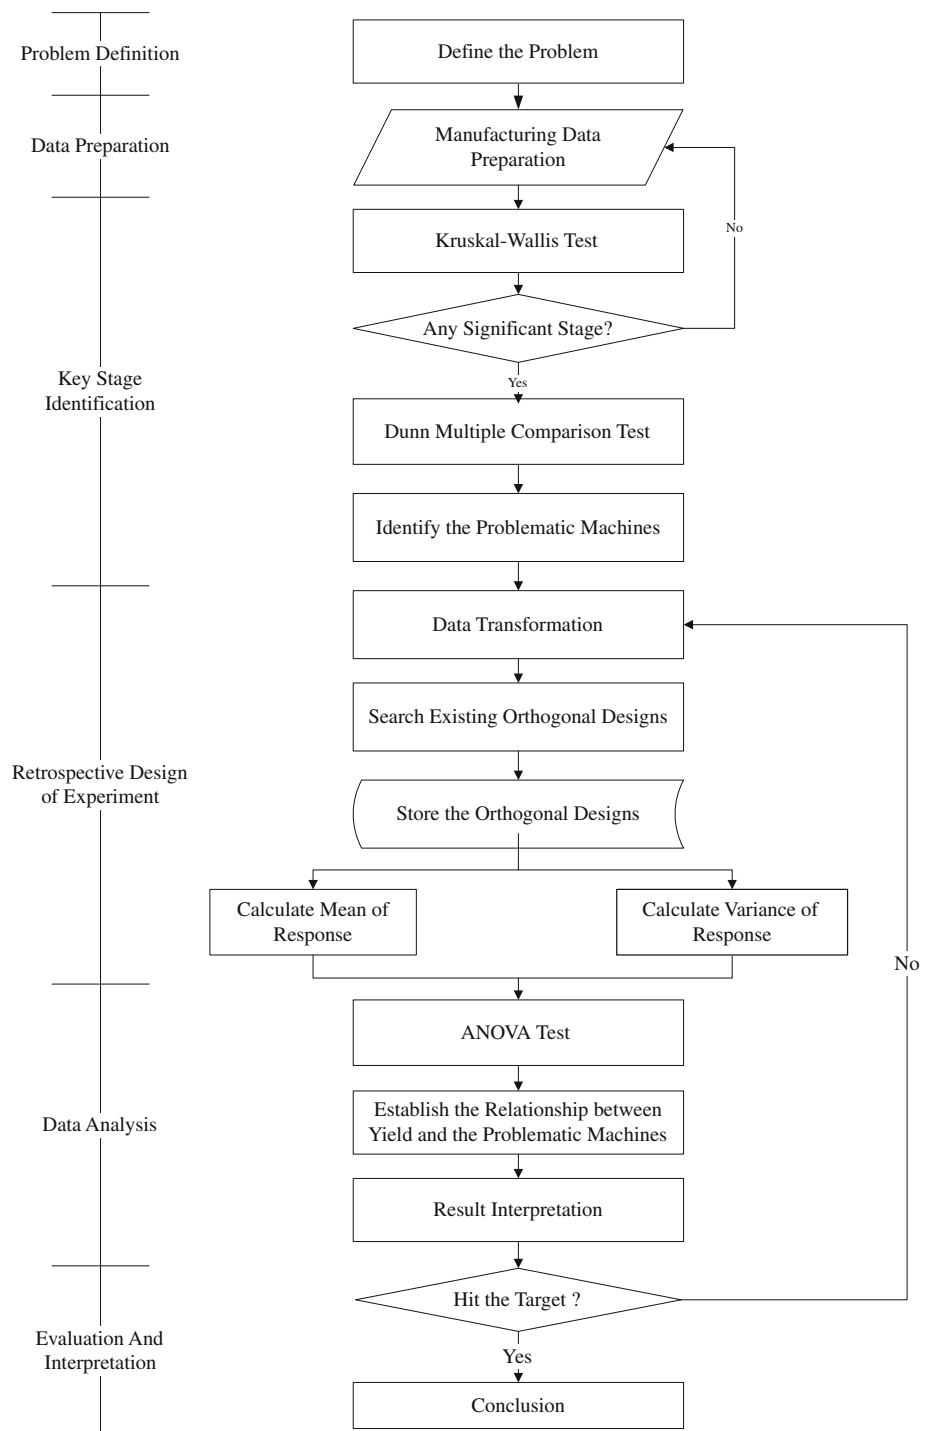 Problem Definition
Define the Problem
Data Preparation
Manufacturing Data
Preparation
Kruskal-Wallis Test
No
Any Significant Stage?
Yes
Key Stage
Identification
Dunn Multiple Comparison Test
Identify the Problematic Machines
Data Transformation
Search Existing Orthogonal Designs
Retrospective Design
of Experiment
Store the Orthogonal Designs
Calculate Mean of
Response
Calculate Variance of
Response
No
ANOVA Test
Data Analysis
Establish the Relationship between
Yield and the Problematic Machines
Result Interpretation
Hit the Target ?
Evaluation And
Interpretation
Yes
Conclusion